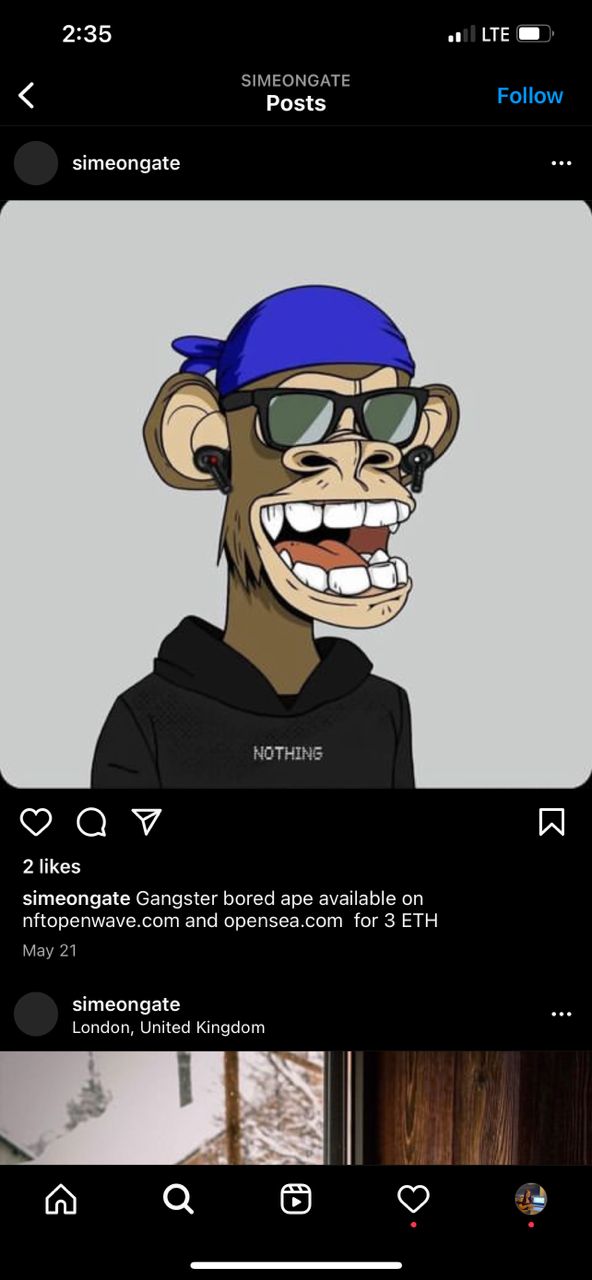 2:35
LTE
SIMEONGATE
Posts
Follow
simeongate
NOTHING
2 likes
simeongate Gangster bored ape available on
nftopenwave.com and opensea.com  for 3 ETH
May 21
simeongate
London, United Kingdom